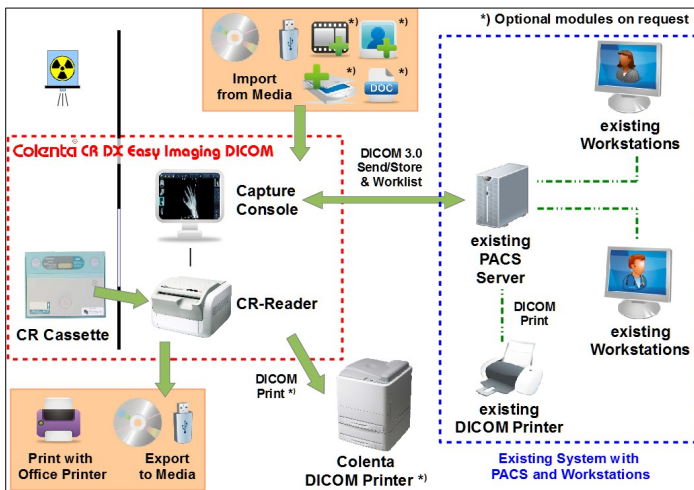 *) Optional modules on request
*)
*)
*)
*)
DOC
Import
from Media
existing
Workstations
Colenta® CR DX Easy Imaging DICOM
DICOM 3.0
Send/Store
& Worklist
Capture
Console
existing
PACS
Server
CR Cassette
CR-Reader
DICOM
Print
existing
Workstations
DICOM
Print *)
existing
DICOM Printer
Print with
Office Printer
Export
to Media
Colenta
DICOM Printer *)
Existing System with
PACS and Workstations